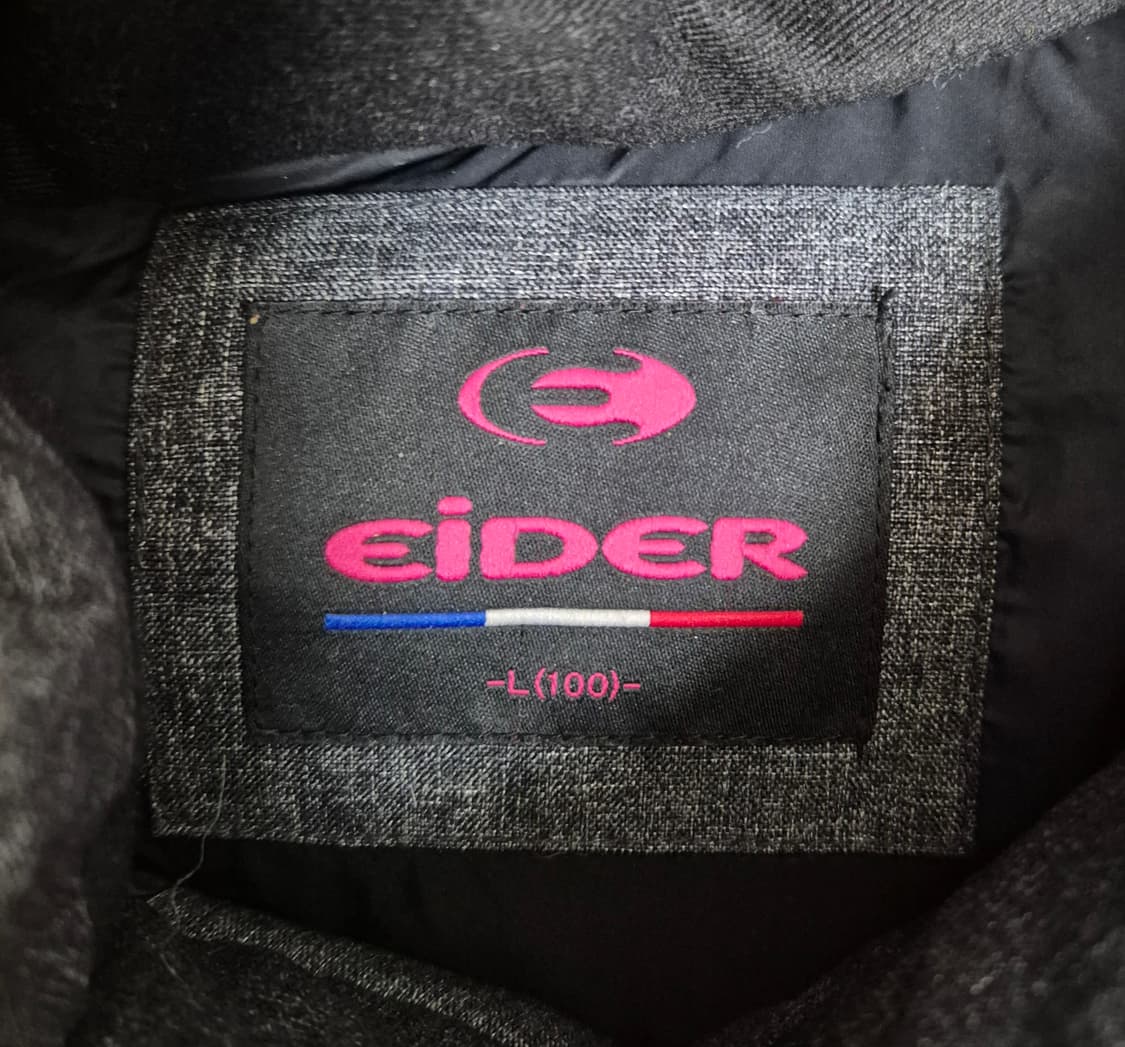 EiDER
-L(100)-